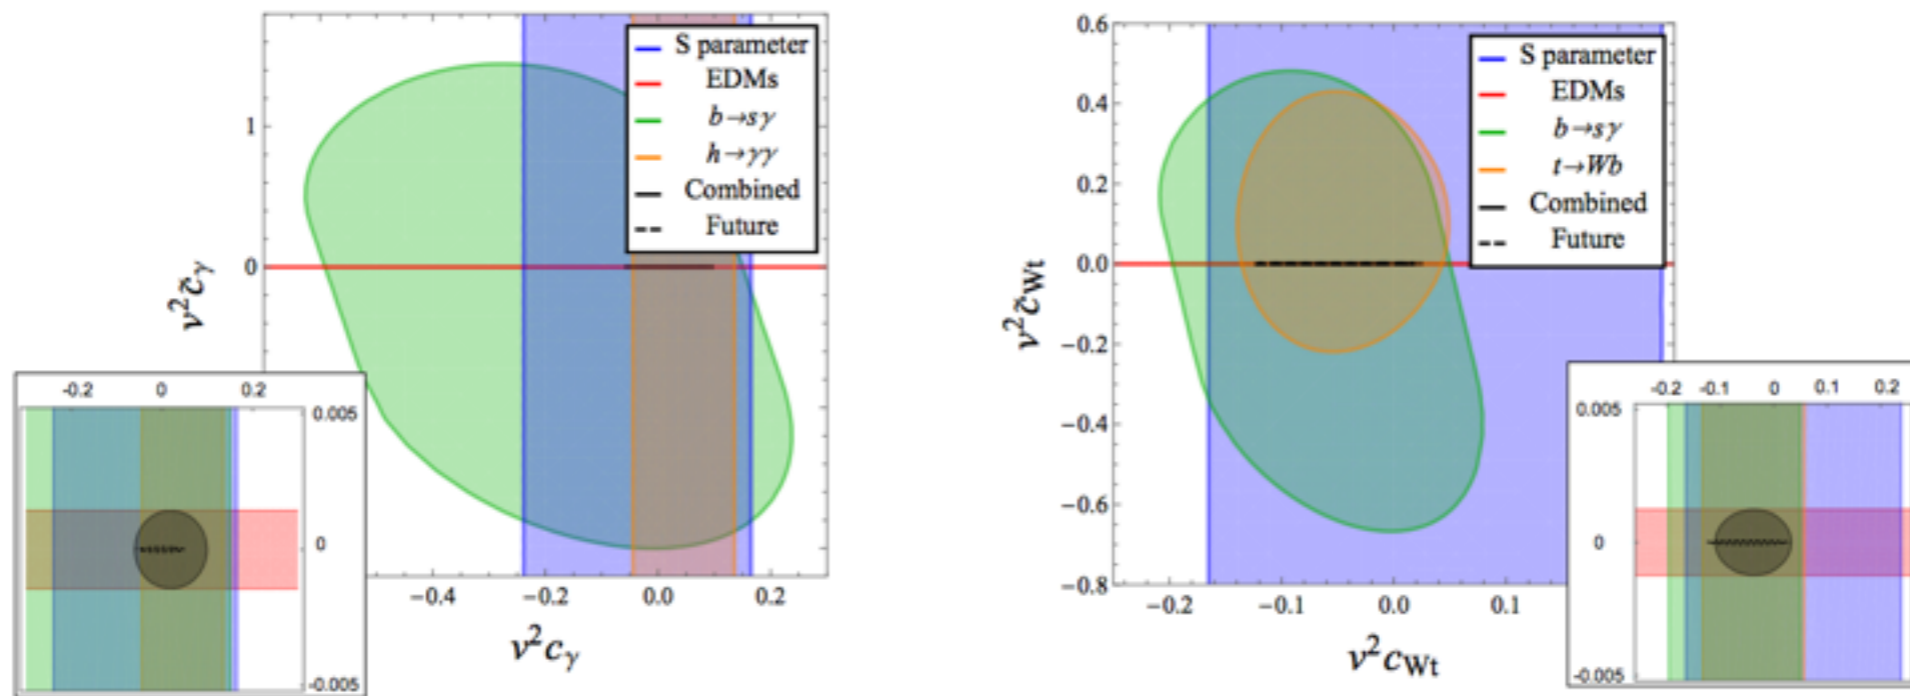 S parameter
EDMs
b→sγ
h→γγ
Combined
Future
1
0
v²c̃γ
−0.4
−0.2
0.0
0.2
v²cγ
-0.2
0
0.2
0.005
0
-0.005
0.6
0.4
0.2
0.0
−0.2
−0.4
−0.6
−0.8
v²c̃Wt
S parameter
EDMs
b→sγ
t→Wb
Combined
Future
−0.2
−0.1
0.0
0.1
v²cWt
-0.2 -0.1 0 0.1 0.2
0.005
0
-0.005